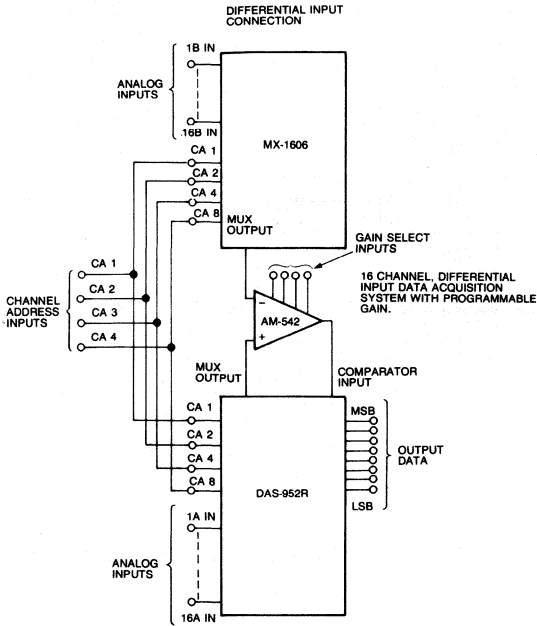 DIFFERENTIAL INPUT
CONNECTION
1B IN
ANALOG
INPUTS
16B IN
MX-1606
CA 1
CA 2
CA 4
CA 8
MUX
OUTPUT
GAIN SELECT
INPUTS
16 CHANNEL, DIFFERENTIAL
INPUT DATA ACQUISITION
SYSTEM WITH PROGRAMMABLE
GAIN.
CA 1
CA 2
CA 3
CA 4
CHANNEL
ADDRESS
INPUTS
−
AM-542
+
MUX
OUTPUT
COMPARATOR
INPUT
CA 1
CA 2
CA 4
CA 8
MSB
OUTPUT
DATA
LSB
DAS-952R
1A IN
ANALOG
INPUTS
16A IN